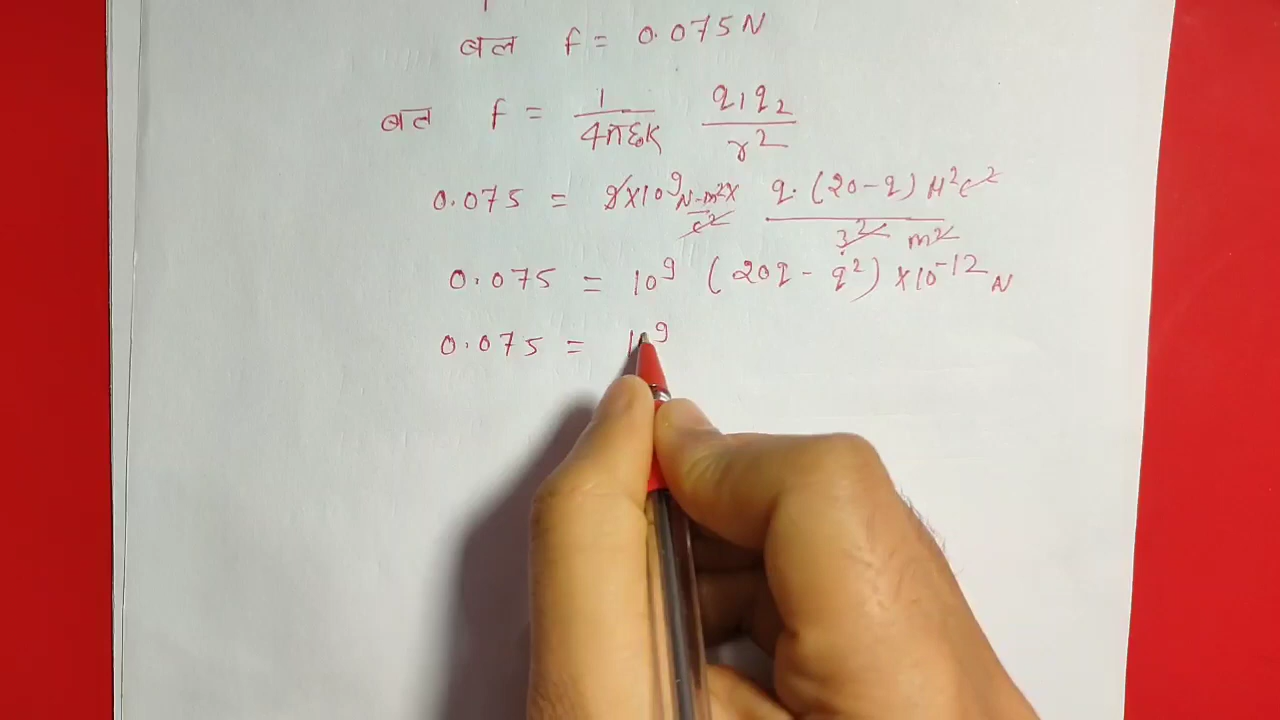 बल f = 0.075 N
बल f = 1/4πε₀K q1q2/r²
0.075 = 9×10⁹ N-m²/c² × q.(20-q) μ²c²/3² m²
0.075 = 10⁹ (20q - q²) × 10⁻¹² N
0.075 = 10⁹